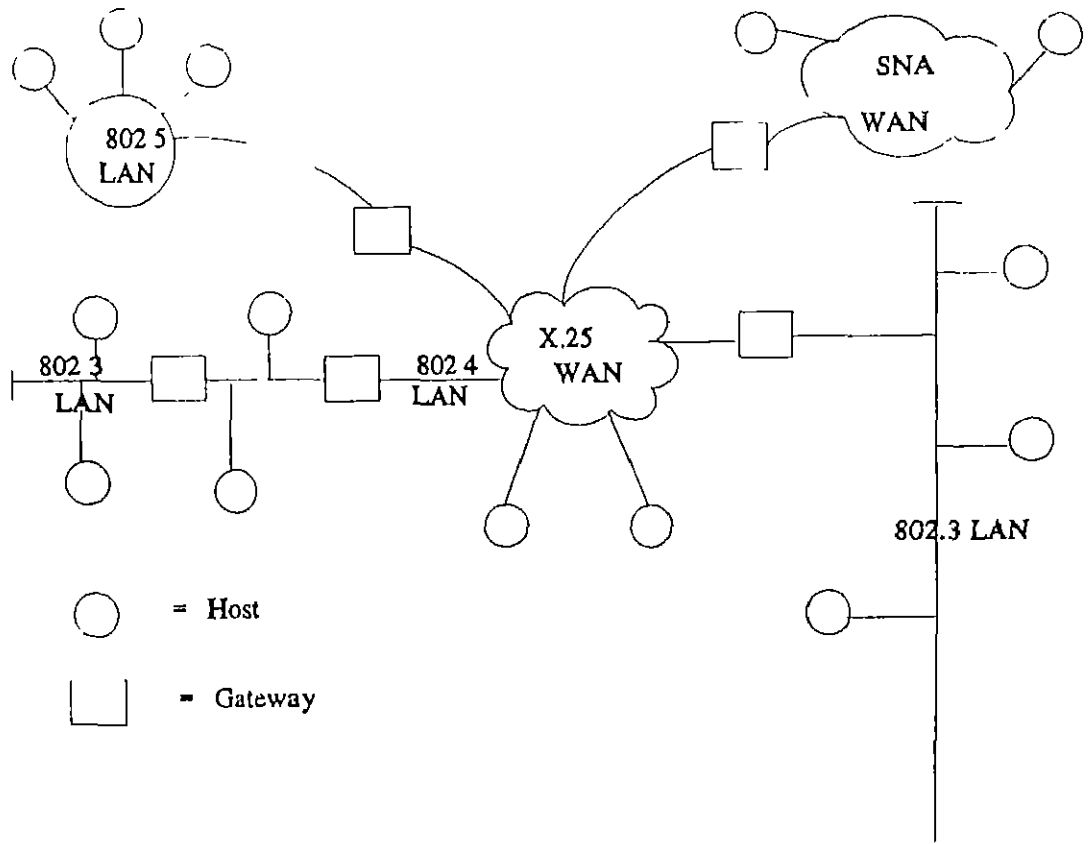 802 5
LAN
SNA
WAN
802 3
LAN
802 4
LAN
X.25
WAN
802.3 LAN
= Host
= Gateway